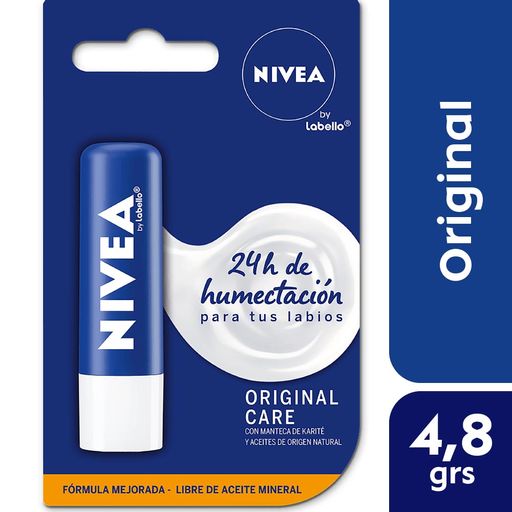 NIVEA
by
Labello®
NIVEA
by Labello®
24h de
humectación
para tus labios
ORIGINAL
CARE
CON MANTECA DE KARITÉ
Y ACEITES DE ORIGEN NATURAL
FÓRMULA MEJORADA - LIBRE DE ACEITE MINERAL
Original
4,8
grs